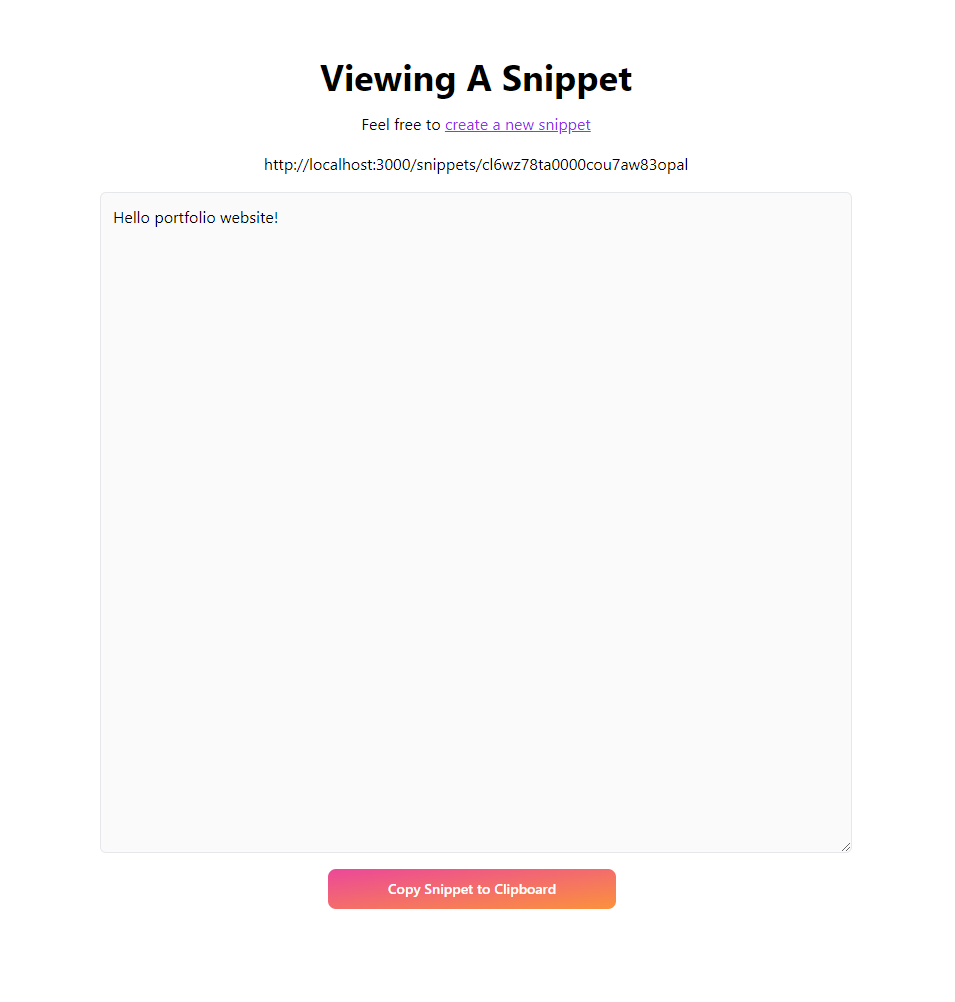 Viewing A Snippet
Feel free to create a new snippet
http://localhost:3000/snippets/cl6wz78ta0000cou7aw83opal
Hello portfolio website!
Copy Snippet to Clipboard